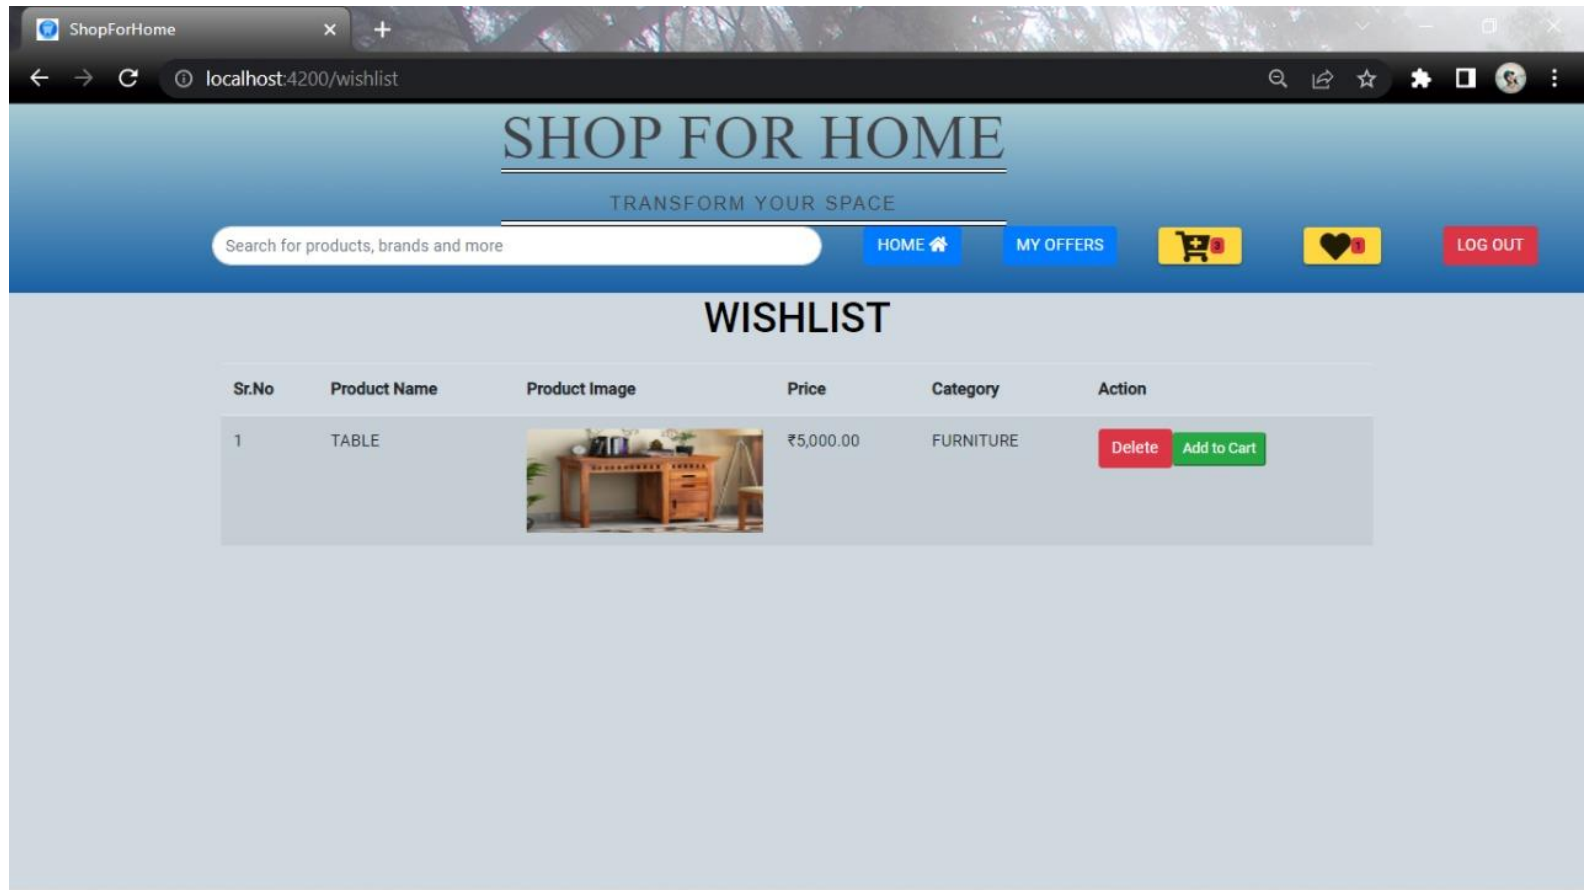 ShopForHome
localhost:4200/wishlist
SHOP FOR HOME
TRANSFORM YOUR SPACE
Search for products, brands and more HOME MY OFFERS 3 1 LOG OUT
WISHLIST
Sr.No Product Name Product Image Price Category Action
1 TABLE ₹5,000.00 FURNITURE Delete Add to Cart